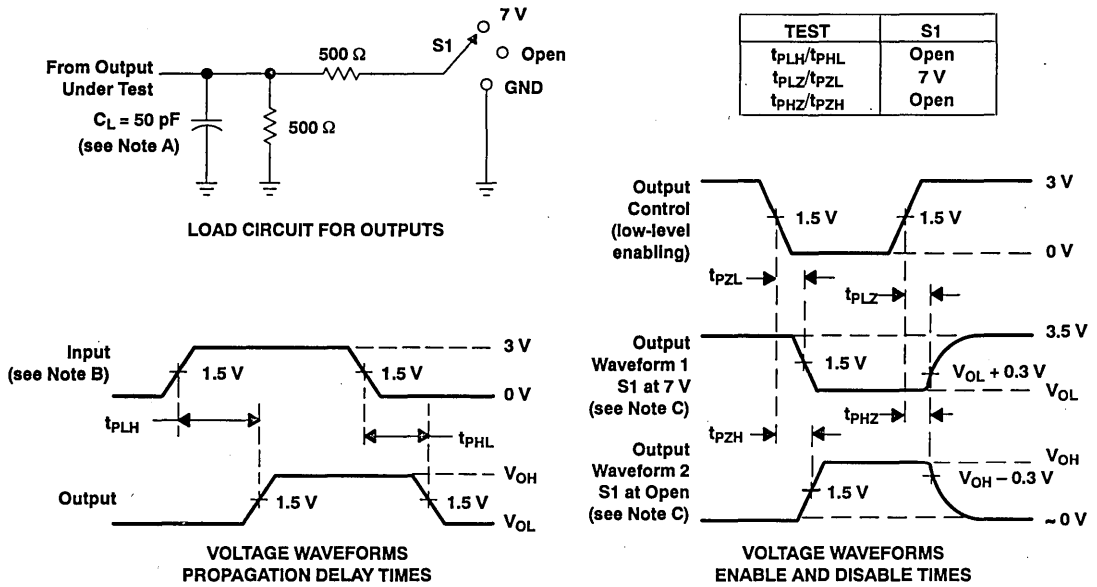 7 V
S1
Open
GND
500 Ω
From Output
Under Test
C_L = 50 pF
(see Note A)
500 Ω
LOAD CIRCUIT FOR OUTPUTS
TEST S1
t_PLH/t_PHL Open
t_PLZ/t_PZL 7 V
t_PHZ/t_PZH Open
Input
(see Note B)
1.5 V
1.5 V
3 V
0 V
t_PLH
t_PHL
Output
1.5 V
1.5 V
V_OH
V_OL
VOLTAGE WAVEFORMS
PROPAGATION DELAY TIMES
Output
Control
(low-level
enabling)
1.5 V
1.5 V
3 V
0 V
t_PZL
t_PLZ
Output
Waveform 1
S1 at 7 V
(see Note C)
1.5 V
3.5 V
V_OL + 0.3 V
V_OL
t_PHZ
t_PZH
Output
Waveform 2
S1 at Open
(see Note C)
1.5 V
V_OH
V_OH − 0.3 V
~ 0 V
VOLTAGE WAVEFORMS
ENABLE AND DISABLE TIMES